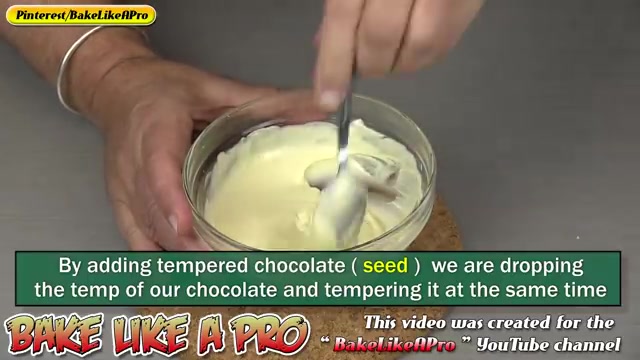 Pinterest/BakeLikeAPro
By adding tempered chocolate ( seed ) we are dropping
the temp of our chocolate and tempering it at the same time
BAKE LIKE A PRO
This video was created for the
“ BakeLikeAPro ” YouTube channel